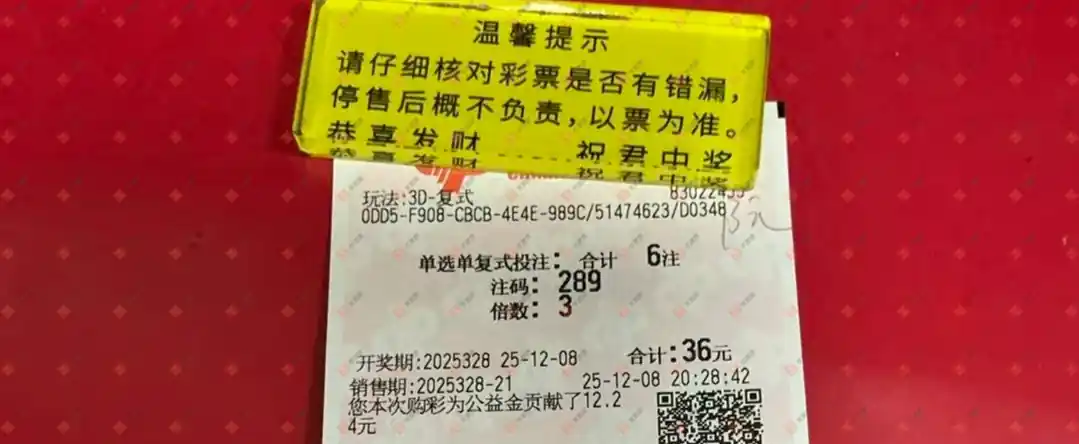 温馨提示
请仔细核对彩票是否有错漏，
停售后概不负责，以票为准。
恭喜发财 祝君中奖
玩法:3D-复式
0DD5-F908-CBCB-4E4E-989C/51474623/D0348
单选单复式投注: 合计 6注
注码: 289
倍数: 3
开奖期:2025328 25-12-08 合计:36元
销售期:2025328-21 25-12-08 20:28:42
您本次购彩为公益金贡献了12.2
4元